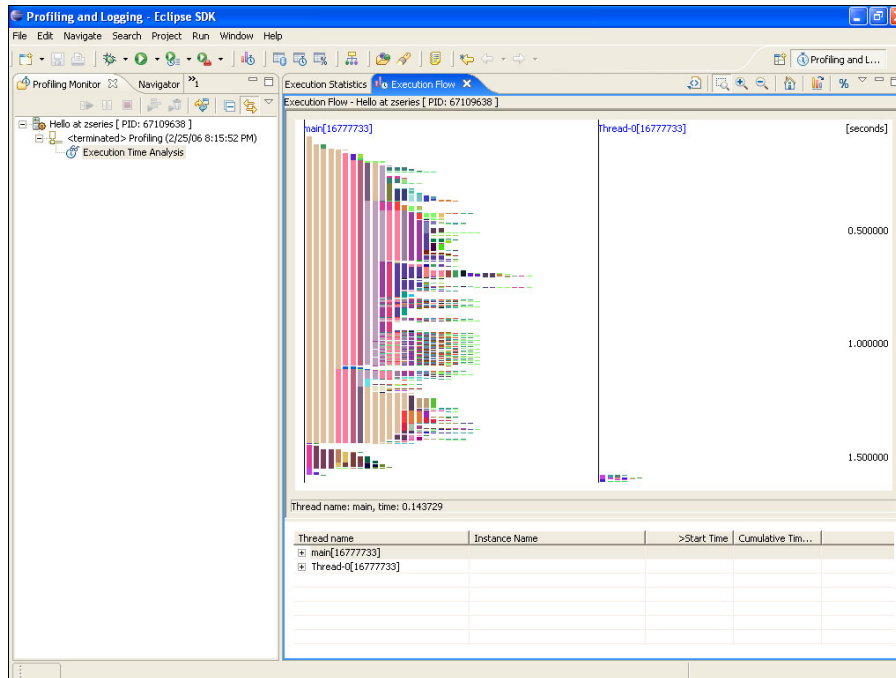 Profiling and Logging - Eclipse SDK
File Edit Navigate Search Project Run Window Help
Profiling and L...
Profiling Monitor Navigator »1
Execution Statistics Execution Flow
Execution Flow - Hello at zseries [ PID: 67109638 ]
Hello at zseries [ PID: 67109638 ]
<terminated> Profiling (2/25/06 8:15:52 PM)
Execution Time Analysis
main[16777733] Thread-0[16777733] [seconds]
0.500000
1.000000
1.500000
Thread name: main, time: 0.143729
Thread name Instance Name >Start Time Cumulative Tim...
main[16777733]
Thread-0[16777733]